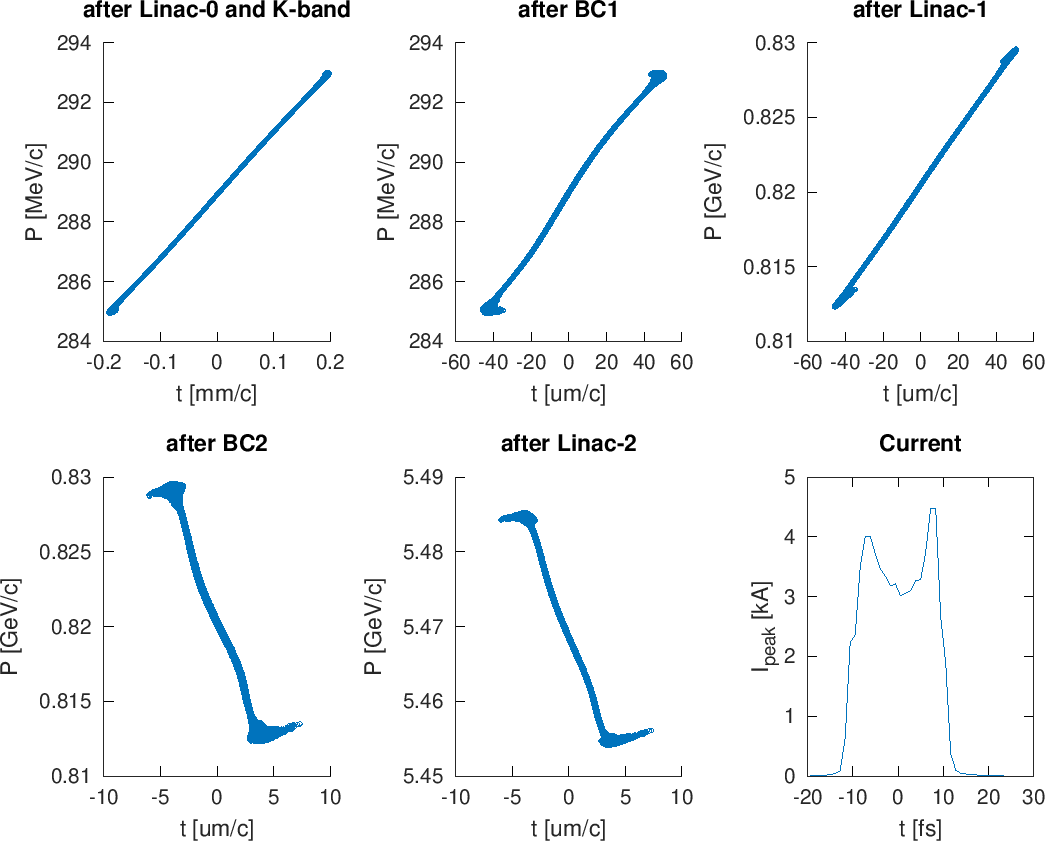 after Linac-0 and K-band
294
292
290
288
286
284
P [MeV/c]
-0.2 -0.1 0 0.1 0.2
t [mm/c]
after BC1
294
292
290
288
286
284
P [MeV/c]
-60 -40 -20 0 20 40 60
t [um/c]
after Linac-1
0.83
0.825
0.82
0.815
0.81
P [GeV/c]
-60 -40 -20 0 20 40 60
t [um/c]
after BC2
0.83
0.825
0.82
0.815
0.81
P [GeV/c]
-10 -5 0 5 10
t [um/c]
after Linac-2
5.49
5.48
5.47
5.46
5.45
P [GeV/c]
-10 -5 0 5 10
t [um/c]
Current
5
4
3
2
1
0
I_peak [kA]
-20 -10 0 10 20 30
t [fs]